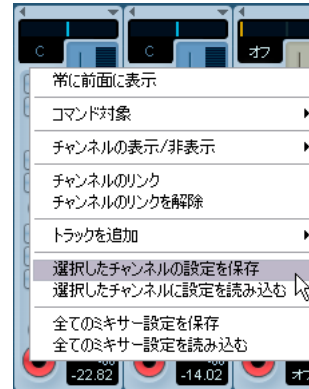 C
C
オフ
常に前面に表示
コマンド対象
チャンネルの表示/非表示
チャンネルのリンク
チャンネルのリンクを解除
トラックを追加
選択したチャンネルの設定を保存
選択したチャンネルに設定を読み込む
全てのミキサー設定を保存
全てのミキサー設定を読み込む
-22.82
-14.02